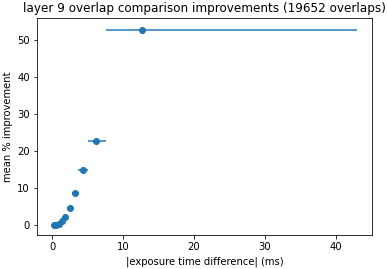 layer 9 overlap comparison improvements (19652 overlaps)
50
40
30
20
10
0
mean % improvement
0 10 20 30 40
|exposure time difference| (ms)